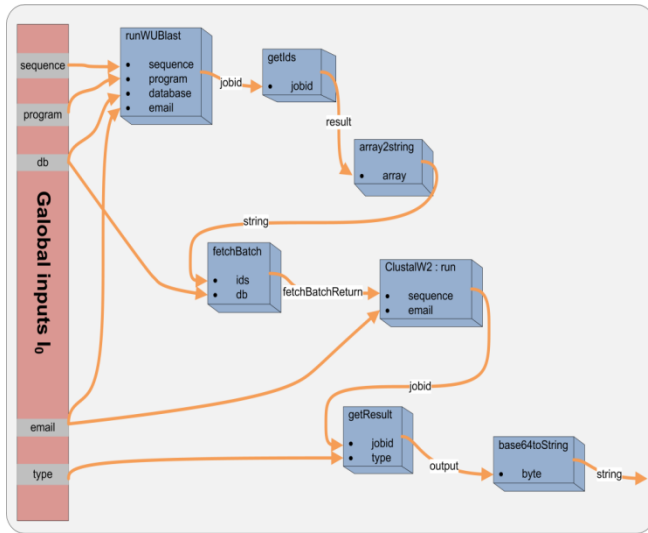 runWUBlast
sequence
program
database
email
sequence
program
db
Galobal inputs I₀
email
type
jobid
getIds
jobid
result
array2string
array
string
fetchBatch
ids
db
fetchBatchReturn
ClustalW2 : run
sequence
email
jobid
getResult
jobid
type
output
base64toString
byte
string